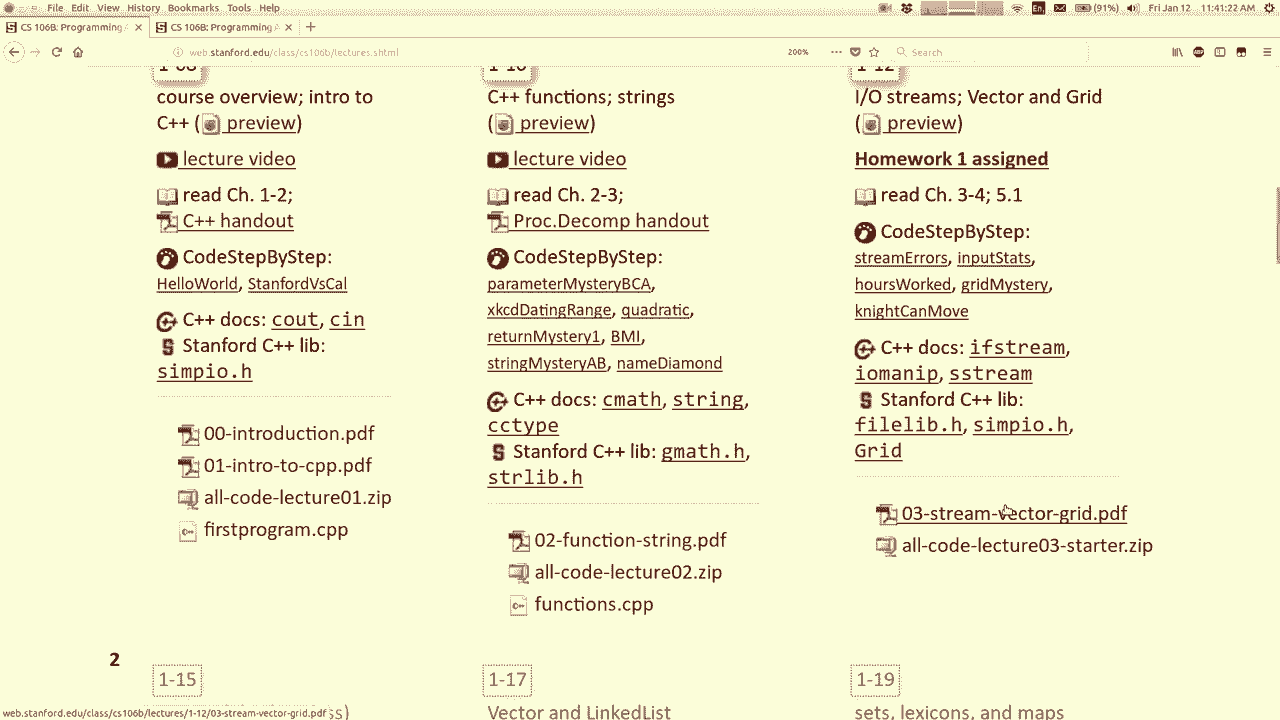 File Edit View History Bookmarks Tools Help
En
(91%)
Fri Jan 12 11:41:22 AM
CS 106B: Programming A
CS 106B: Programming A
web.stanford.edu/class/cs106b/lectures.shtml
200%
Search
1-08
course overview; intro to
C++ ( preview)
lecture video
read Ch. 1-2;
C++ handout
CodeStepByStep:
HelloWorld, StanfordVsCal
C++ docs: cout, cin
Stanford C++ lib:
simpio.h
00-introduction.pdf
01-intro-to-cpp.pdf
all-code-lecture01.zip
firstprogram.cpp
1-10
C++ functions; strings
( preview)
lecture video
read Ch. 2-3;
Proc.Decomp handout
CodeStepByStep:
parameterMysteryBCA,
xkcdDatingRange, quadratic,
returnMystery1, BMI,
stringMysteryAB, nameDiamond
C++ docs: cmath, string,
cctype
Stanford C++ lib: gmath.h,
strlib.h
02-function-string.pdf
all-code-lecture02.zip
functions.cpp
1-12
I/O streams; Vector and Grid
( preview)
Homework 1 assigned
read Ch. 3-4; 5.1
CodeStepByStep:
streamErrors, inputStats,
hoursWorked, gridMystery,
knightCanMove
C++ docs: ifstream,
iomanip, sstream
Stanford C++ lib:
filelib.h, simpio.h,
Grid
03-stream-vector-grid.pdf
all-code-lecture03-starter.zip
2
1-15
1-17
Vector and LinkedList
1-19
sets, lexicons, and maps
web.stanford.edu/class/cs106b/lectures/1-12/03-stream-vector-grid.pdf